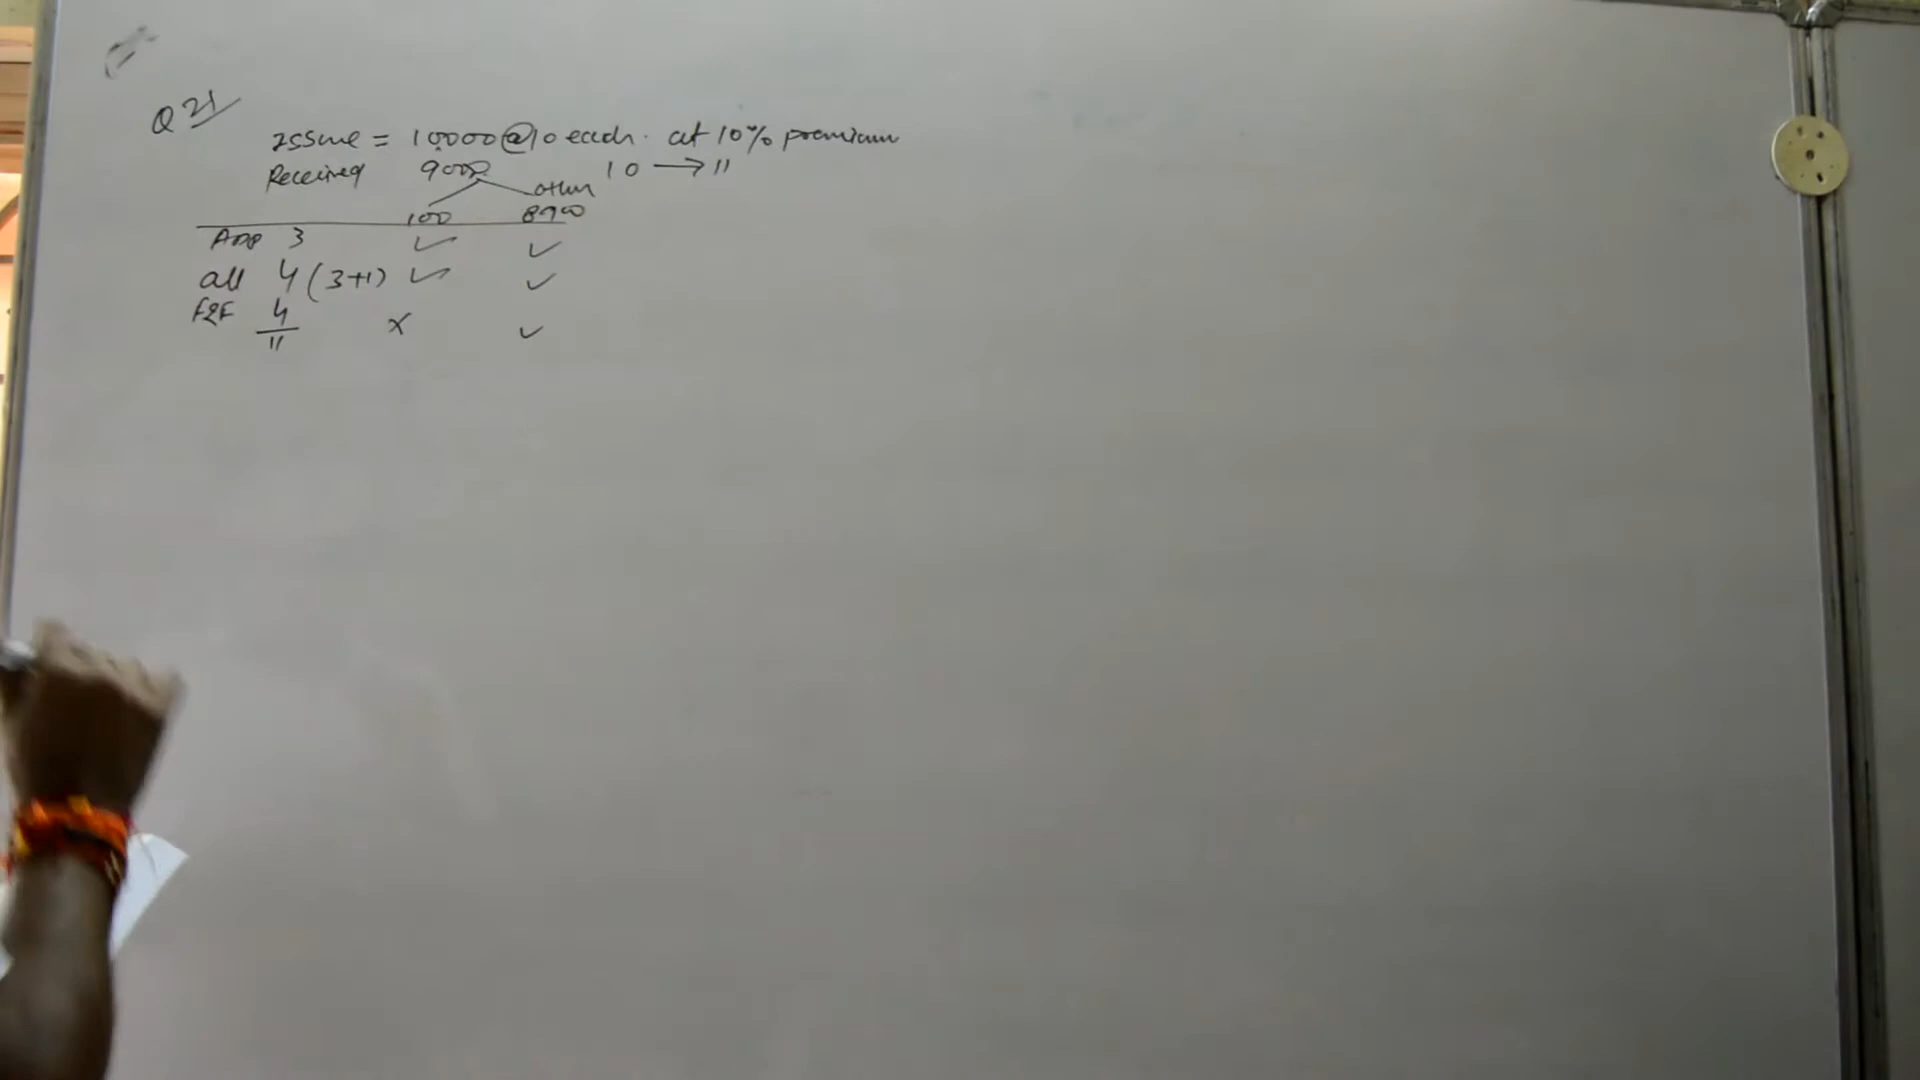 Q 21
Issue = 10000 @ 10 each. at 10% premium
Received 9000 10 → 11
other
100 8900
App 3 ✓ ✓
all 4 (3+1) ✓ ✓
F&F 4 x ✓
11